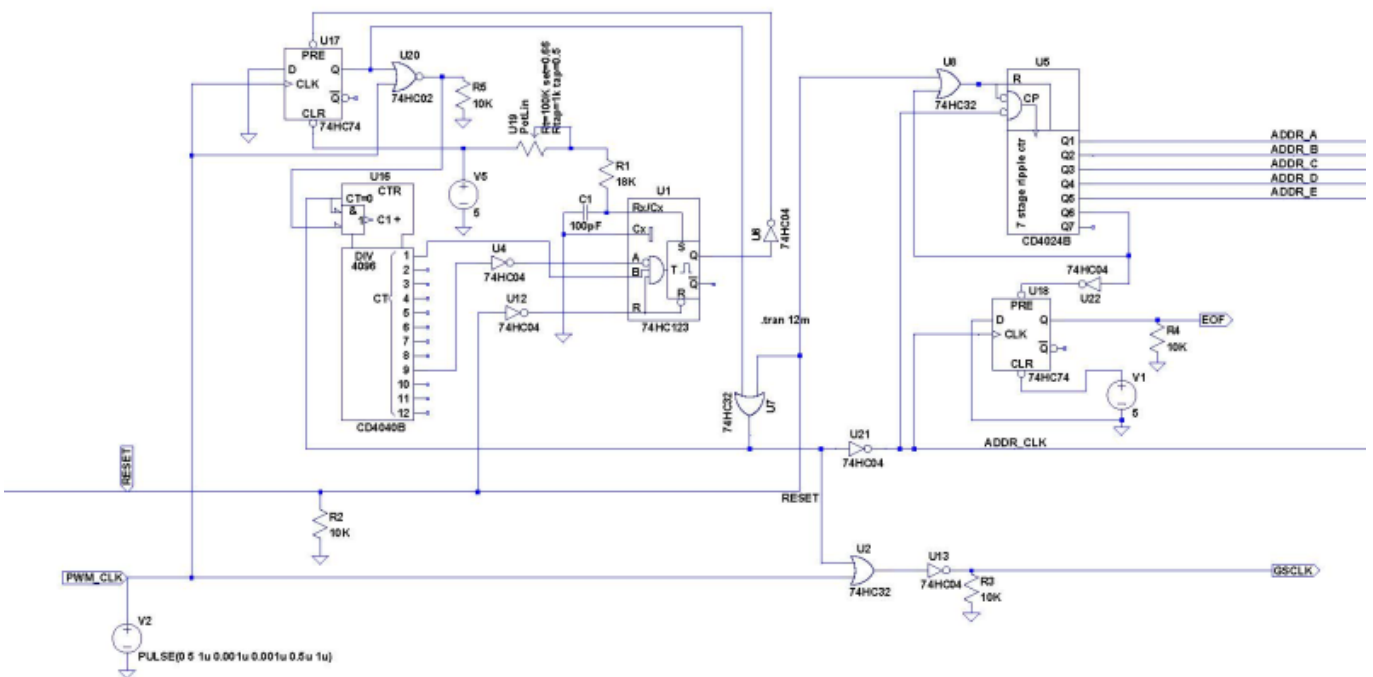 U17
PRE
D
Q
CLK
Q
CLR
74HC74
U20
74HC02
R5
10K
U19
PotLin
Rt=100K set=0.66
Rtap=1k tap=0.5
V5
5
R1
18K
C1
100pF
U1
Rx/Cx
Cx
S
A
B
Q
T
Q
R
R
74HC123
U6
74HC04
U16
CTR
CT=0
&
C1 +
DIV
4096
CT
1
2
3
4
5
6
7
8
9
10
11
12
CD4040B
U4
74HC04
U12
74HC04
.tran 12m
74HC32
U7
U8
74HC32
U5
R
CP
7 stage ripple ctr
Q1
Q2
Q3
Q4
Q5
Q6
Q7
CD4024B
ADDR_A
ADDR_B
ADDR_C
ADDR_D
ADDR_E
74HC04
U22
U18
PRE
D
Q
CLK
Q
CLR
74HC74
EOF
R4
10K
V1
5
U21
74HC04
ADDR_CLK
RESET
RESET
R2
10K
U2
74HC32
U13
74HC04
R3
10K
GSCLK
PWM_CLK
V2
PULSE(0 5 1u 0.001u 0.001u 0.5u 1u)